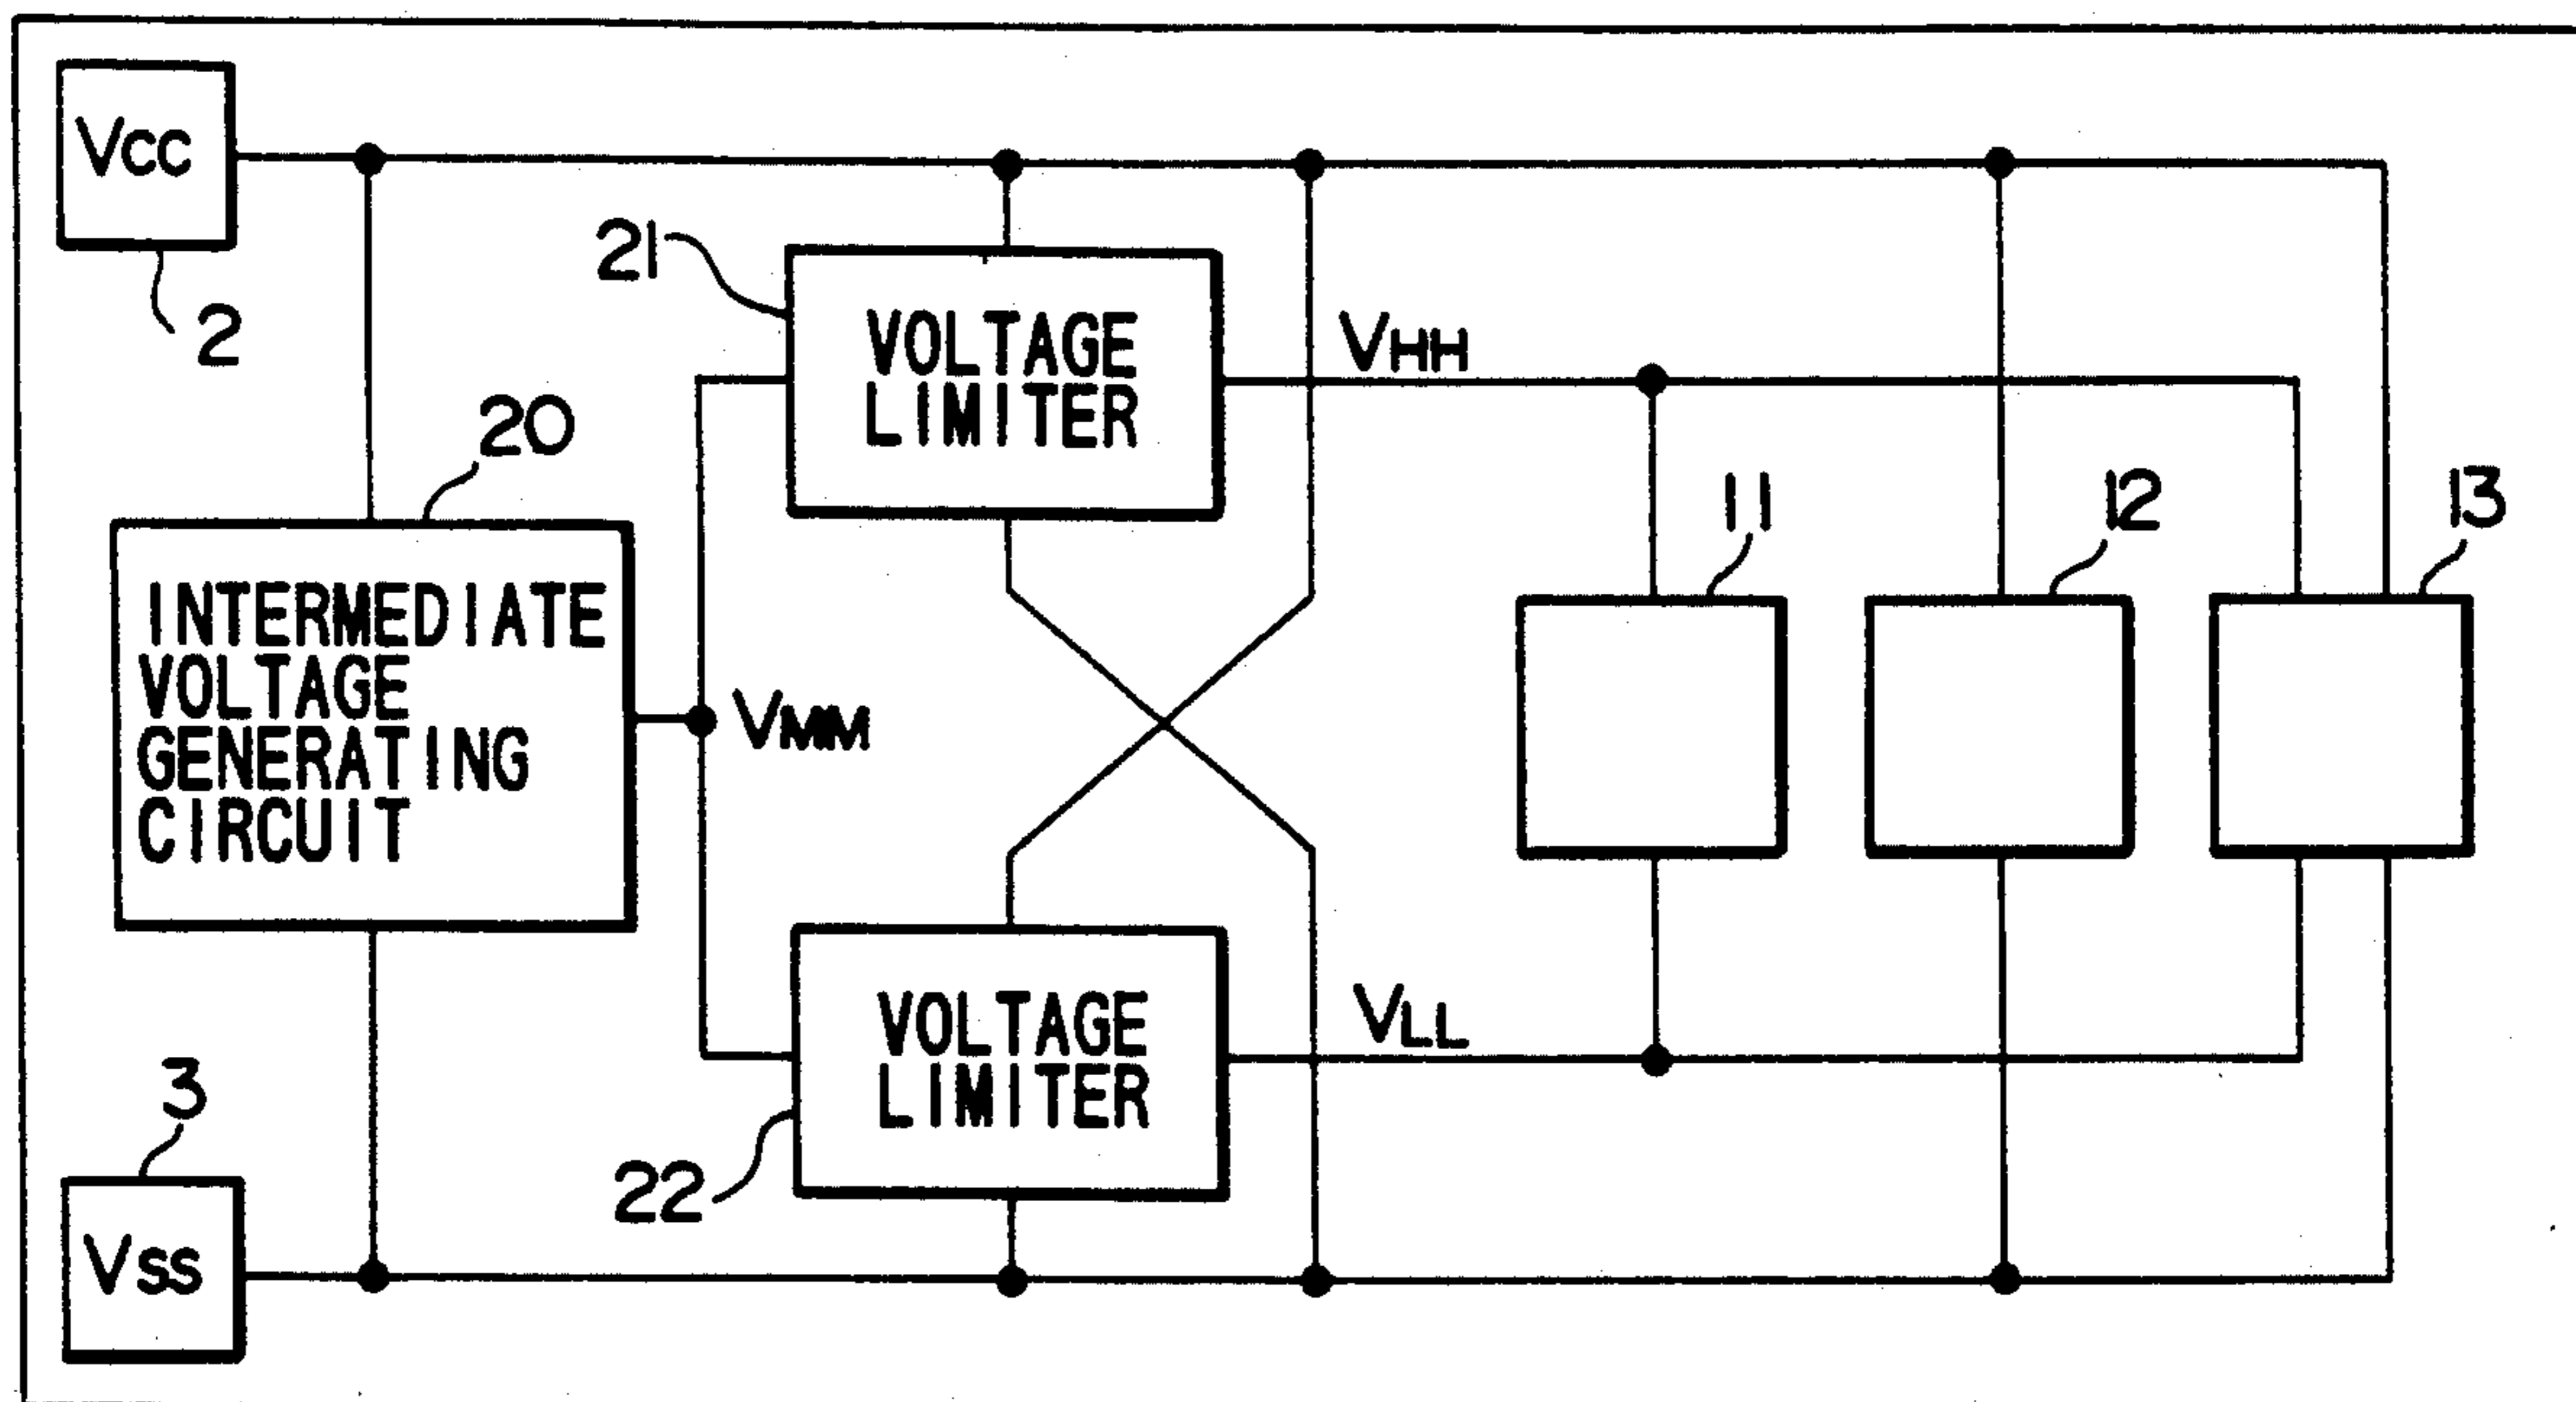 VCC
2
21
VOLTAGE
LIMITER
VHH
20
11
12
13
INTERMEDIATE
VOLTAGE
GENERATING
CIRCUIT
VMM
VOLTAGE
LIMITER
VLL
22
3
VSS